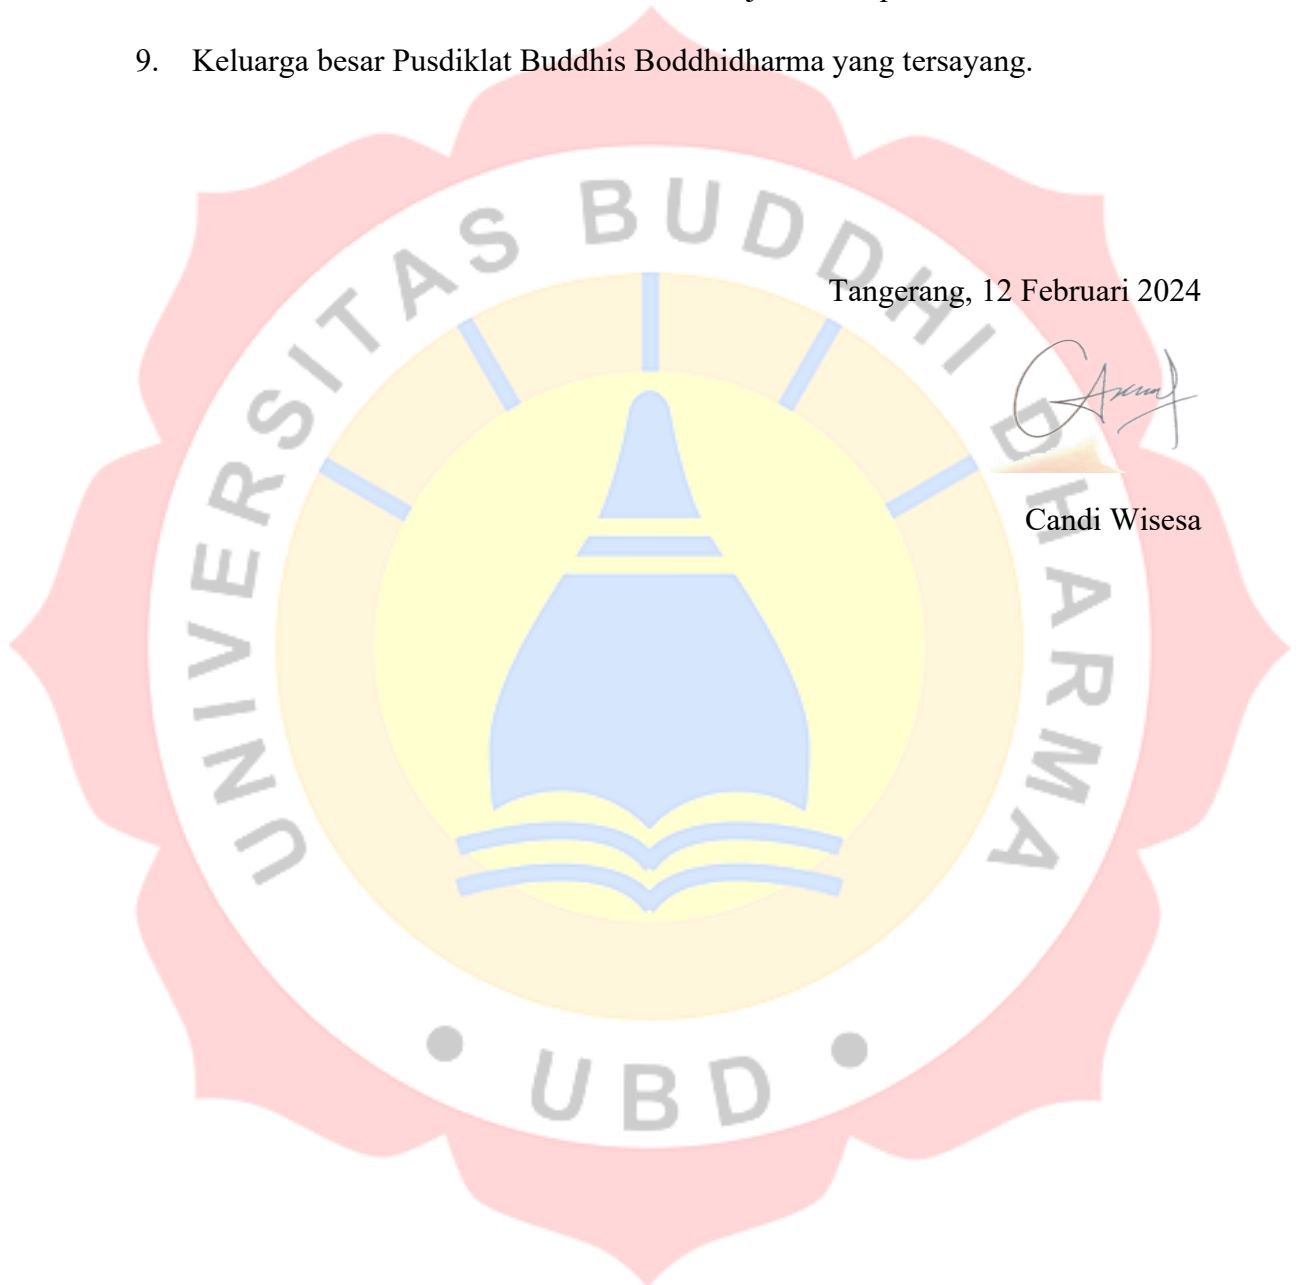 9. Keluarga besar Pusdiklat Buddhis Boddhidharma yang tersayang.
UNIVERSITAS BUDDHI DHARMA
Tangerang, 12 Februari 2024
Candi Wisesa
• UBD •